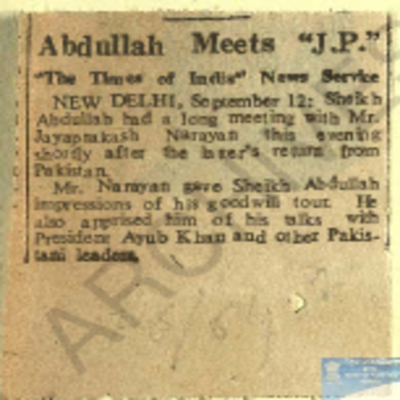 Abdullah Meets "J.P."
"The Times of India" News Service
NEW DELHI, September 12: Sheikh
Abdullah had a long meeting with Mr.
Jayaprakash Narayan this evening
shortly after the later's return from
Pakistan.
Mr. Narayan gave Sheikh Abdullah
impressions of his goodwill tour. He
also apprised him of his talks with
President Ayub Khan and other Pakis-
tani leaders.